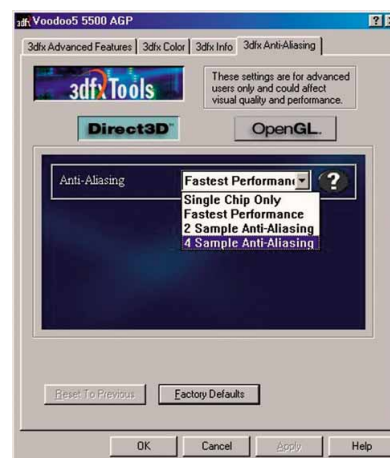 3dfx Voodoo5 5500 AGP
3dfx Advanced Features 3dfx Color 3dfx Info 3dfx Anti-Aliasing
3dfx Tools
These settings are for advanced
users only and could affect
visual quality and performance.
Direct3D™
OpenGL.
Anti-Aliasing
Fastest Performanc
?
Single Chip Only
Fastest Performance
2 Sample Anti-Aliasing
4 Sample Anti-Aliasing
Reset To Previous Factory Defaults
OK Cancel Apply Help